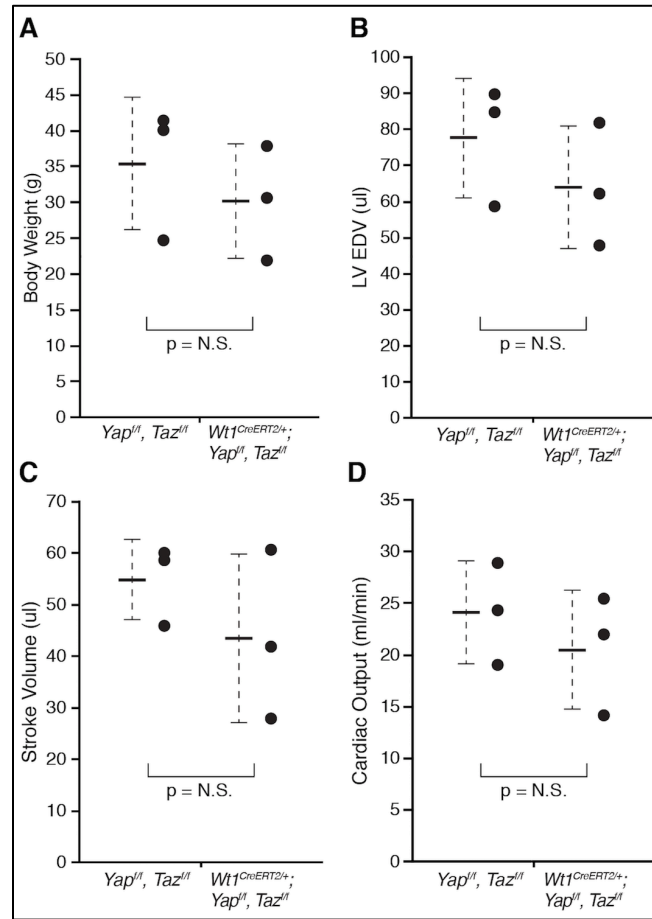 A
50
45
40
35
30
25
20
15
10
5
0
Body Weight (g)
p = N.S.
Yap^f/f, Taz^f/f
Wt1^CreERT2/+;
Yap^f/f, Taz^f/f
B
100
90
80
70
60
50
40
30
20
10
0
LV EDV (ul)
p = N.S.
Yap^f/f, Taz^f/f
Wt1^CreERT2/+;
Yap^f/f, Taz^f/f
C
70
60
50
40
30
20
10
0
Stroke Volume (ul)
p = N.S.
Yap^f/f, Taz^f/f
Wt1^CreERT2/+;
Yap^f/f, Taz^f/f
D
35
30
25
20
15
10
5
0
Cardiac Output (ml/min)
p = N.S.
Yap^f/f, Taz^f/f
Wt1^CreERT2/+;
Yap^f/f, Taz^f/f